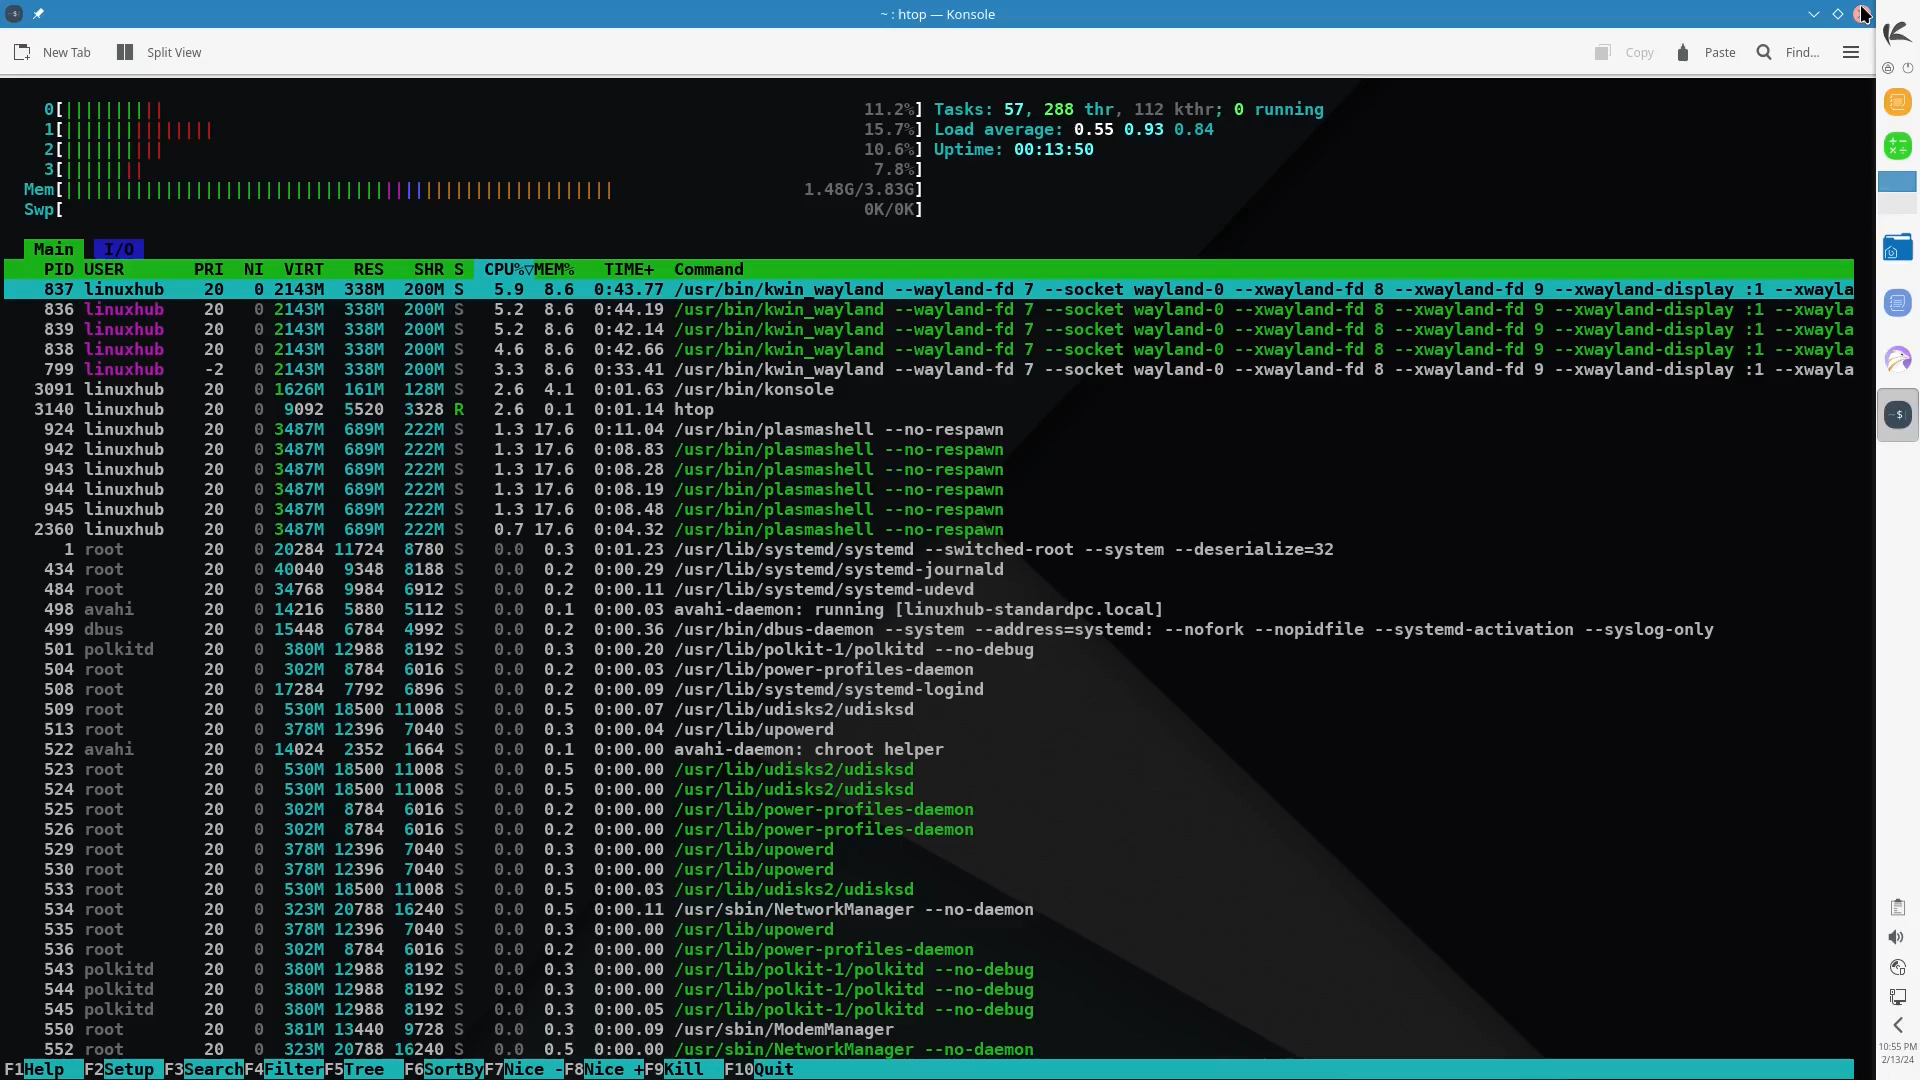 ~ : htop — Konsole
New Tab Split View Copy Paste Find...
0[||||||||||  11.2%] Tasks: 57, 288 thr, 112 kthr; 0 running
1[|||||||||||||||  15.7%] Load average: 0.55 0.93 0.84
2[||||||||||  10.6%] Uptime: 00:13:50
3[||||||||  7.8%]
Mem[|||||||||||||||||||||||||||||||||||||||||||||||||||||||  1.48G/3.83G]
Swp[  0K/0K]
Main I/O
PID USER PRI NI VIRT RES SHR S CPU%▽MEM% TIME+ Command
837 linuxhub 20 0 2143M 338M 200M S 5.9 8.6 0:43.77 /usr/bin/kwin_wayland --wayland-fd 7 --socket wayland-0 --xwayland-fd 8 --xwayland-fd 9 --xwayland-display :1 --xwayla
836 linuxhub 20 0 2143M 338M 200M S 5.2 8.6 0:44.19 /usr/bin/kwin_wayland --wayland-fd 7 --socket wayland-0 --xwayland-fd 8 --xwayland-fd 9 --xwayland-display :1 --xwayla
839 linuxhub 20 0 2143M 338M 200M S 5.2 8.6 0:42.14 /usr/bin/kwin_wayland --wayland-fd 7 --socket wayland-0 --xwayland-fd 8 --xwayland-fd 9 --xwayland-display :1 --xwayla
838 linuxhub 20 0 2143M 338M 200M S 4.6 8.6 0:42.66 /usr/bin/kwin_wayland --wayland-fd 7 --socket wayland-0 --xwayland-fd 8 --xwayland-fd 9 --xwayland-display :1 --xwayla
799 linuxhub -2 0 2143M 338M 200M S 3.3 8.6 0:33.41 /usr/bin/kwin_wayland --wayland-fd 7 --socket wayland-0 --xwayland-fd 8 --xwayland-fd 9 --xwayland-display :1 --xwayla
3091 linuxhub 20 0 1626M 161M 128M S 2.6 4.1 0:01.63 /usr/bin/konsole
3140 linuxhub 20 0 9092 5520 3328 R 2.6 0.1 0:01.14 htop
924 linuxhub 20 0 3487M 689M 222M S 1.3 17.6 0:11.04 /usr/bin/plasmashell --no-respawn
942 linuxhub 20 0 3487M 689M 222M S 1.3 17.6 0:08.83 /usr/bin/plasmashell --no-respawn
943 linuxhub 20 0 3487M 689M 222M S 1.3 17.6 0:08.28 /usr/bin/plasmashell --no-respawn
944 linuxhub 20 0 3487M 689M 222M S 1.3 17.6 0:08.19 /usr/bin/plasmashell --no-respawn
945 linuxhub 20 0 3487M 689M 222M S 1.3 17.6 0:08.48 /usr/bin/plasmashell --no-respawn
2360 linuxhub 20 0 3487M 689M 222M S 0.7 17.6 0:04.32 /usr/bin/plasmashell --no-respawn
1 root 20 0 20284 11724 8780 S 0.0 0.3 0:01.23 /usr/lib/systemd/systemd --switched-root --system --deserialize=32
434 root 20 0 40040 9348 8188 S 0.0 0.2 0:00.29 /usr/lib/systemd/systemd-journald
484 root 20 0 34768 9984 6912 S 0.0 0.2 0:00.11 /usr/lib/systemd/systemd-udevd
498 avahi 20 0 14216 5880 5112 S 0.0 0.1 0:00.03 avahi-daemon: running [linuxhub-standardpc.local]
499 dbus 20 0 15448 6784 4992 S 0.0 0.2 0:00.36 /usr/bin/dbus-daemon --system --address=systemd: --nofork --nopidfile --systemd-activation --syslog-only
501 polkitd 20 0 380M 12988 8192 S 0.0 0.3 0:00.20 /usr/lib/polkit-1/polkitd --no-debug
504 root 20 0 302M 8784 6016 S 0.0 0.2 0:00.03 /usr/lib/power-profiles-daemon
508 root 20 0 17284 7792 6896 S 0.0 0.2 0:00.09 /usr/lib/systemd/systemd-logind
509 root 20 0 530M 18500 11008 S 0.0 0.5 0:00.07 /usr/lib/udisks2/udisksd
513 root 20 0 378M 12396 7040 S 0.0 0.3 0:00.04 /usr/lib/upowerd
522 avahi 20 0 14024 2352 1664 S 0.0 0.1 0:00.00 avahi-daemon: chroot helper
523 root 20 0 530M 18500 11008 S 0.0 0.5 0:00.00 /usr/lib/udisks2/udisksd
524 root 20 0 530M 18500 11008 S 0.0 0.5 0:00.00 /usr/lib/udisks2/udisksd
525 root 20 0 302M 8784 6016 S 0.0 0.2 0:00.00 /usr/lib/power-profiles-daemon
526 root 20 0 302M 8784 6016 S 0.0 0.2 0:00.00 /usr/lib/power-profiles-daemon
529 root 20 0 378M 12396 7040 S 0.0 0.3 0:00.00 /usr/lib/upowerd
530 root 20 0 378M 12396 7040 S 0.0 0.3 0:00.00 /usr/lib/upowerd
533 root 20 0 530M 18500 11008 S 0.0 0.5 0:00.03 /usr/lib/udisks2/udisksd
534 root 20 0 323M 20788 16240 S 0.0 0.5 0:00.11 /usr/sbin/NetworkManager --no-daemon
535 root 20 0 378M 12396 7040 S 0.0 0.3 0:00.00 /usr/lib/upowerd
536 root 20 0 302M 8784 6016 S 0.0 0.2 0:00.00 /usr/lib/power-profiles-daemon
543 polkitd 20 0 380M 12988 8192 S 0.0 0.3 0:00.00 /usr/lib/polkit-1/polkitd --no-debug
544 polkitd 20 0 380M 12988 8192 S 0.0 0.3 0:00.00 /usr/lib/polkit-1/polkitd --no-debug
545 polkitd 20 0 380M 12988 8192 S 0.0 0.3 0:00.05 /usr/lib/polkit-1/polkitd --no-debug
550 root 20 0 381M 13440 9728 S 0.0 0.3 0:00.09 /usr/sbin/ModemManager
552 root 20 0 323M 20788 16240 S 0.0 0.5 0:00.00 /usr/sbin/NetworkManager --no-daemon
F1Help F2Setup F3SearchF4FilterF5Tree F6SortByF7Nice -F8Nice +F9Kill F10Quit
10:55 PM
2/13/24